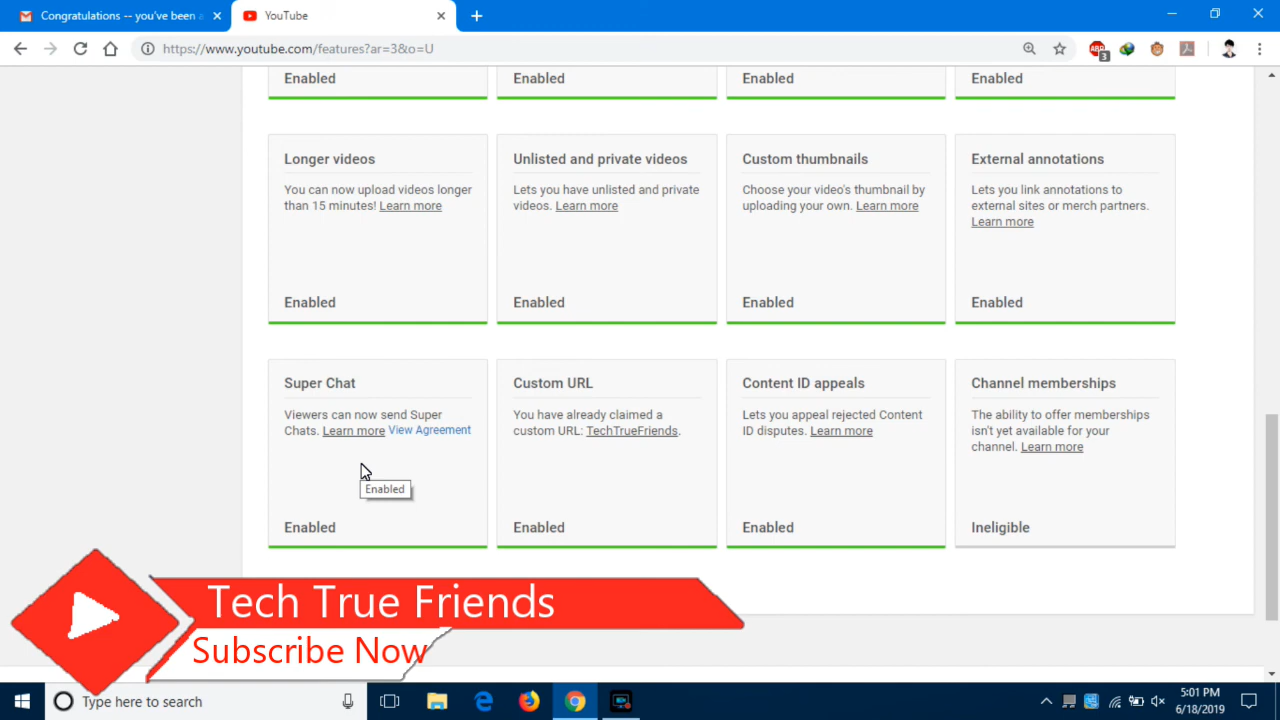 Congratulations -- you've been a
YouTube
https://www.youtube.com/features?ar=3&o=U
ABP
3
Enabled
Enabled
Enabled
Enabled
Longer videos
You can now upload videos longer
than 15 minutes! Learn more
Enabled
Unlisted and private videos
Lets you have unlisted and private
videos. Learn more
Enabled
Custom thumbnails
Choose your video's thumbnail by
uploading your own. Learn more
Enabled
External annotations
Lets you link annotations to
external sites or merch partners.
Learn more
Enabled
Super Chat
Viewers can now send Super
Chats. Learn more View Agreement
Enabled
Enabled
Custom URL
You have already claimed a
custom URL: TechTrueFriends.
Enabled
Content ID appeals
Lets you appeal rejected Content
ID disputes. Learn more
Enabled
Channel memberships
The ability to offer memberships
isn't yet available for your
channel. Learn more
Ineligible
Tech True Friends
Subscribe Now
Type here to search
5:01 PM
6/18/2019